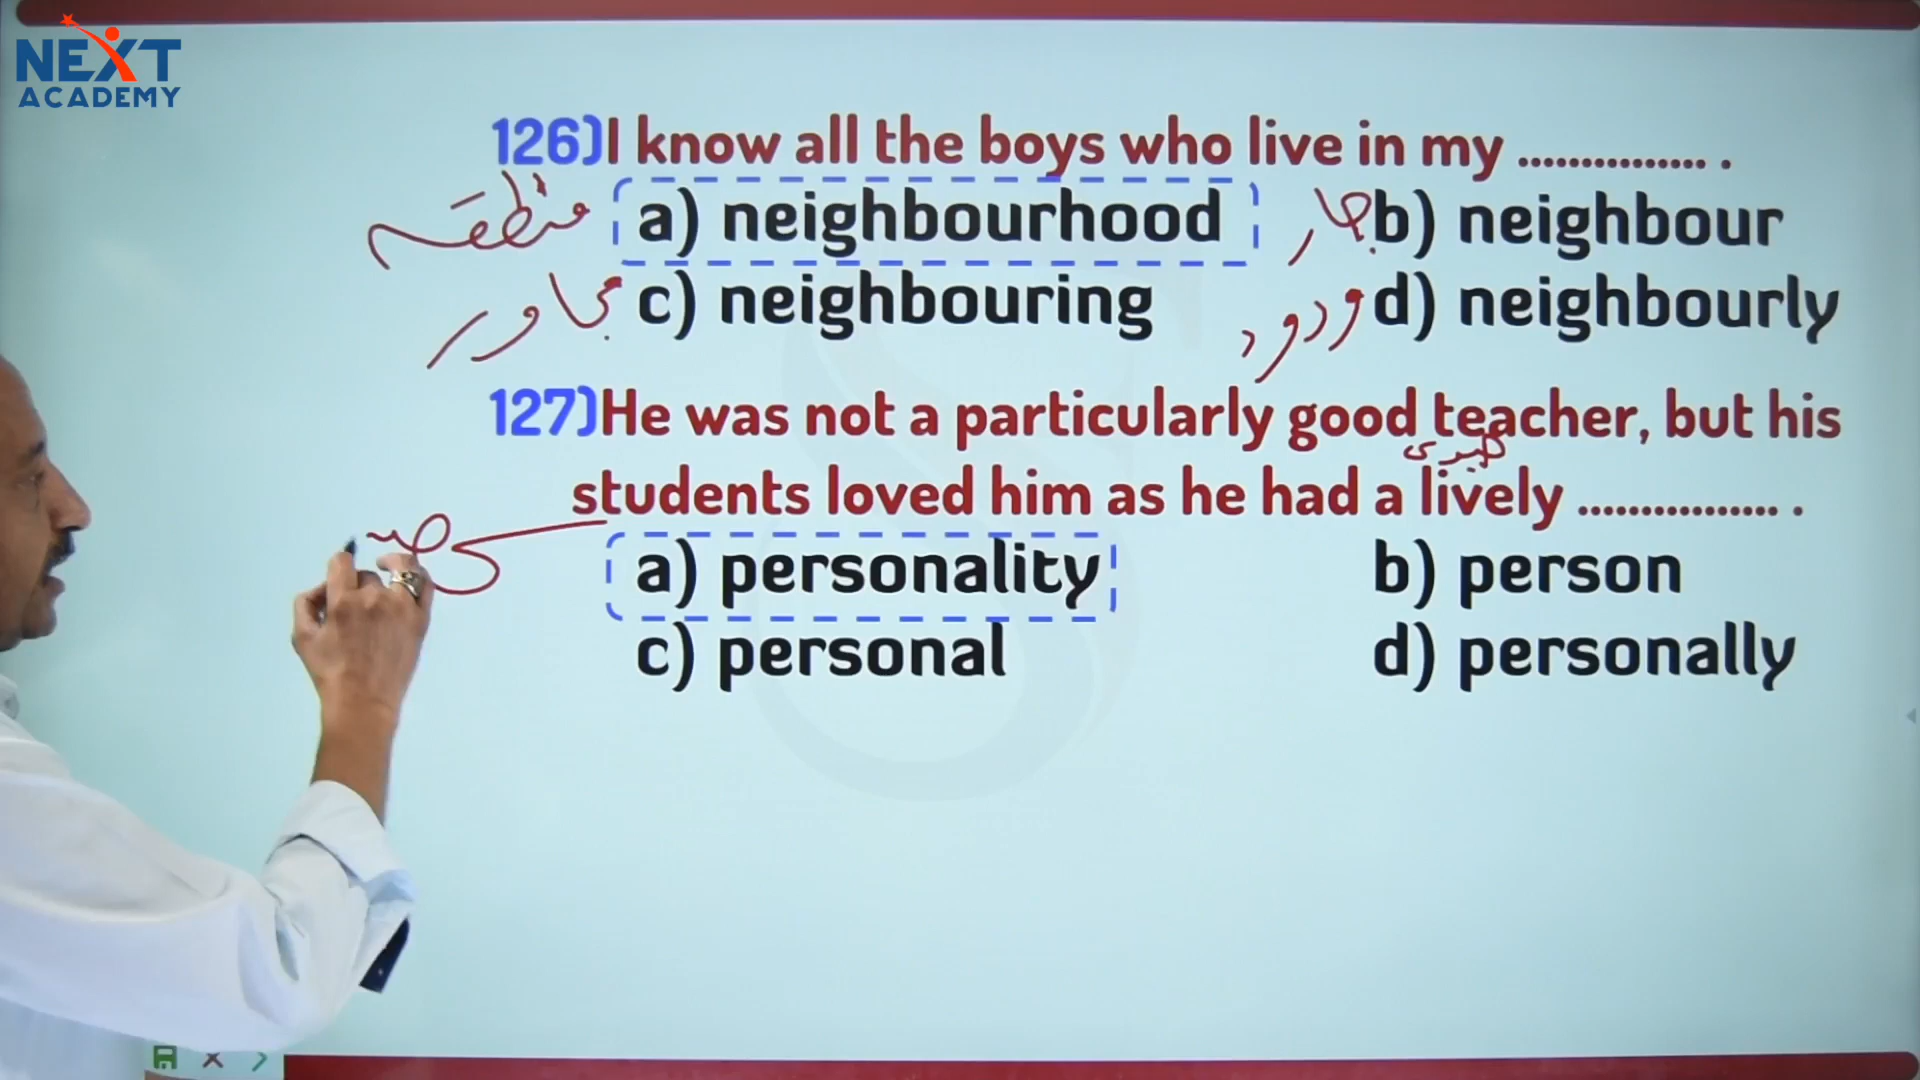 NEXT
ACADEMY
126)I know all the boys who live in my ............... .
منطقه a) neighbourhood جار b) neighbour
مجاور c) neighbouring ودود d) neighbourly
127)He was not a particularly good teacher, but his
students loved him as he had a lively ................ .
a) personality b) person
c) personal d) personally